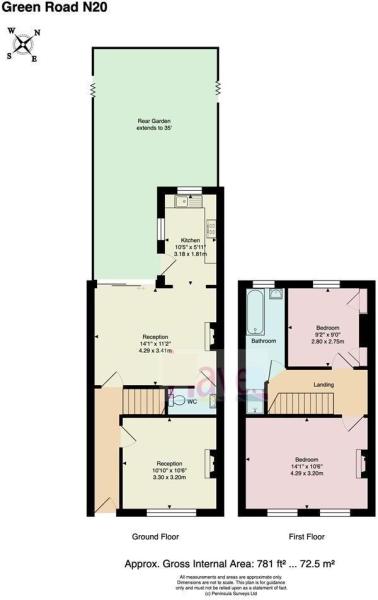 Green Road N20
W
N
S
E
Rear Garden
extends to 35'
Kitchen
10'5" x 5'11"
3.18 x 1.81m
Reception
14'1" x 11'2"
4.29 x 3.41m
WC
Reception
10'10" x 10'6"
3.30 x 3.20m
Bathroom
Bedroom
9'2" x 9'0"
2.80 x 2.75m
Landing
Bedroom
14'1" x 10'6"
4.29 x 3.20m
Ground Floor
First Floor
Approx. Gross Internal Area: 781 ft² ... 72.5 m²
All measurements and areas are approximate only.
Dimensions are not to scale. This plan is for guidance
only and must not be relied upon as a statement of fact.
(c) Peninsula Surveys Ltd